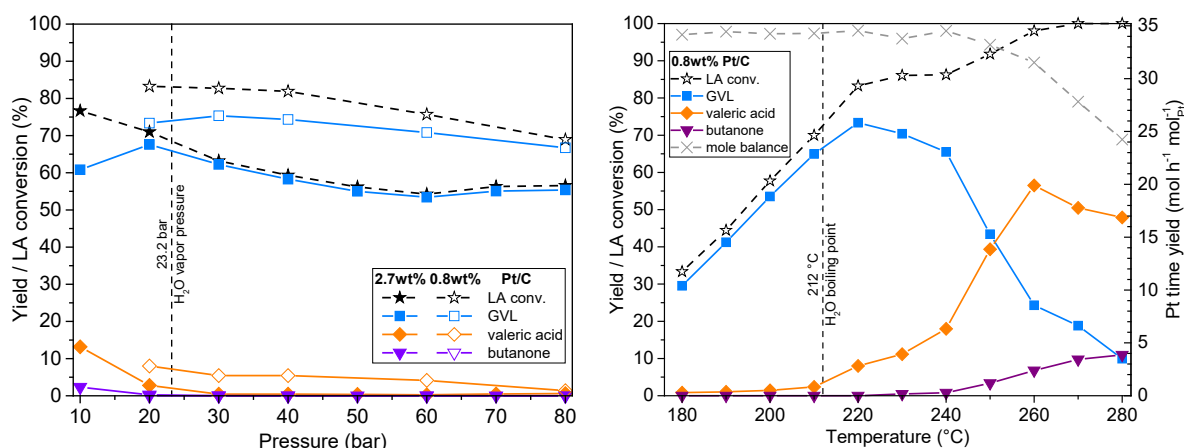 Yield / LA conversion (%)
100
90
80
70
60
50
40
30
20
10
0
23.2 bar
H₂O vapor pressure
2.7wt% 0.8wt% Pt/C
LA conv.
GVL
valeric acid
butanone
10 20 30 40 50 60 70 80
Pressure (bar)
Yield / LA conversion (%)
100
90
80
70
60
50
40
30
20
10
0
0.8wt% Pt/C
LA conv.
GVL
valeric acid
butanone
mole balance
212 °C
H₂O boiling point
35
30
25
20
15
10
5
0
Pt time yield (mol h⁻¹ mol⁻¹Pt)
180 200 220 240 260 280
Temperature (°C)